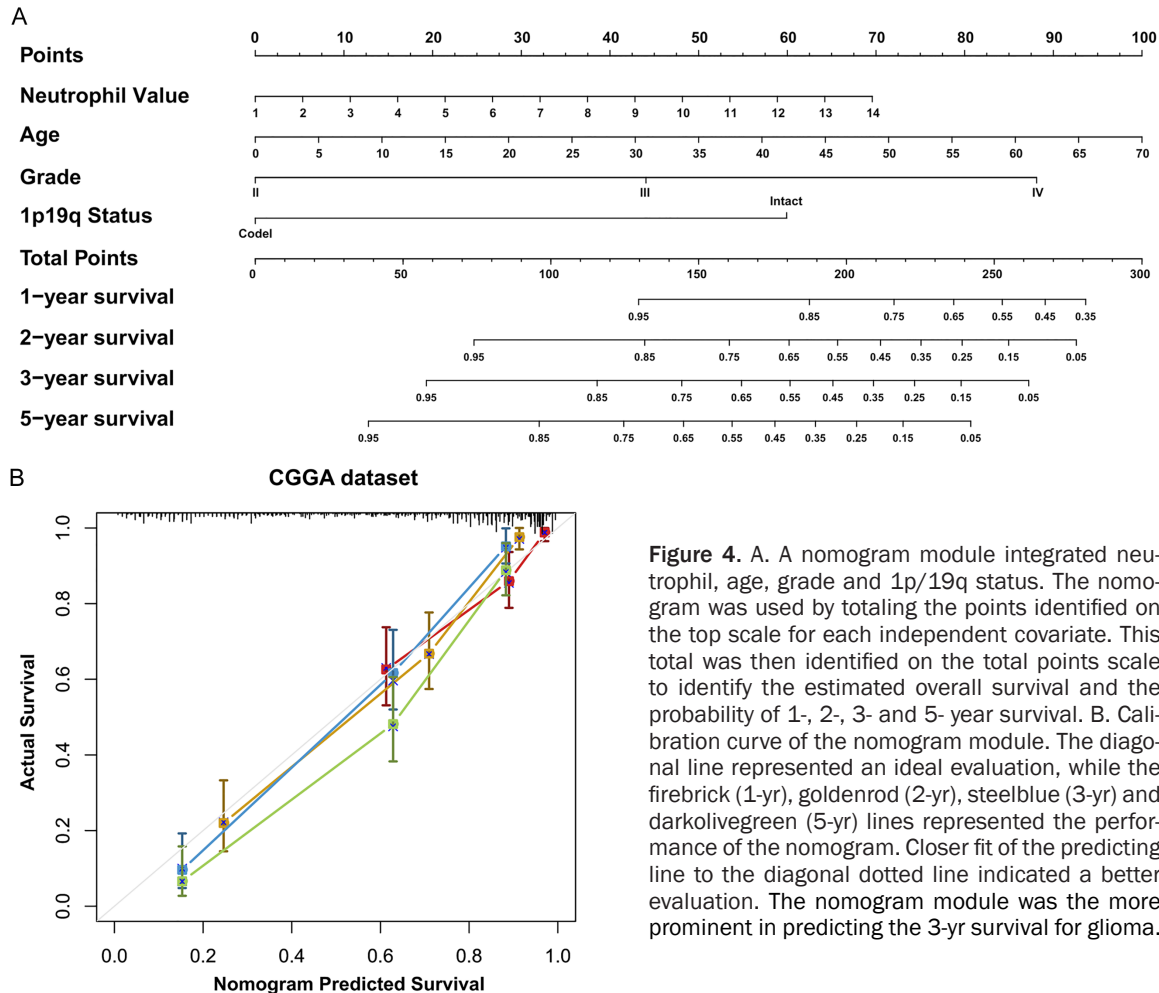 A
Points
0 10 20 30 40 50 60 70 80 90 100
Neutrophil Value
1 2 3 4 5 6 7 8 9 10 11 12 13 14
Age
0 5 10 15 20 25 30 35 40 45 50 55 60 65 70
Grade
II III IV
1p19q Status
Intact
Codel
Total Points
0 50 100 150 200 250 300
1−year survival
0.95 0.85 0.75 0.65 0.55 0.45 0.35
2−year survival
0.95 0.85 0.75 0.65 0.55 0.45 0.35 0.25 0.15 0.05
3−year survival
0.95 0.85 0.75 0.65 0.55 0.45 0.35 0.25 0.15 0.05
5−year survival
0.95 0.85 0.75 0.65 0.55 0.45 0.35 0.25 0.15 0.05
B
CGGA dataset
Actual Survival
1.0
0.8
0.6
0.4
0.2
0.0
0.0 0.2 0.4 0.6 0.8 1.0
Nomogram Predicted Survival
Figure 4. A. A nomogram module integrated neu-
trophil, age, grade and 1p/19q status. The nomo-
gram was used by totaling the points identified on
the top scale for each independent covariate. This
total was then identified on the total points scale
to identify the estimated overall survival and the
probability of 1-, 2-, 3- and 5- year survival. B. Cali-
bration curve of the nomogram module. The diago-
nal line represented an ideal evaluation, while the
firebrick (1-yr), goldenrod (2-yr), steelblue (3-yr) and
darkolivegreen (5-yr) lines represented the perfor-
mance of the nomogram. Closer fit of the predicting
line to the diagonal dotted line indicated a better
evaluation. The nomogram module was the more
prominent in predicting the 3-yr survival for glioma.